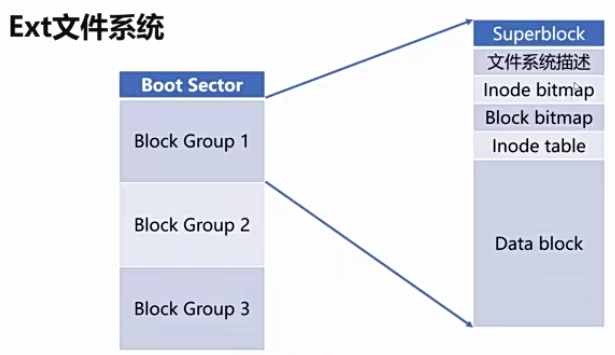 Ext文件系统
Boot Sector
Block Group 1
Block Group 2
Block Group 3
Superblock
文件系统描述
Inode bitmap
Block bitmap
Inode table
Data block